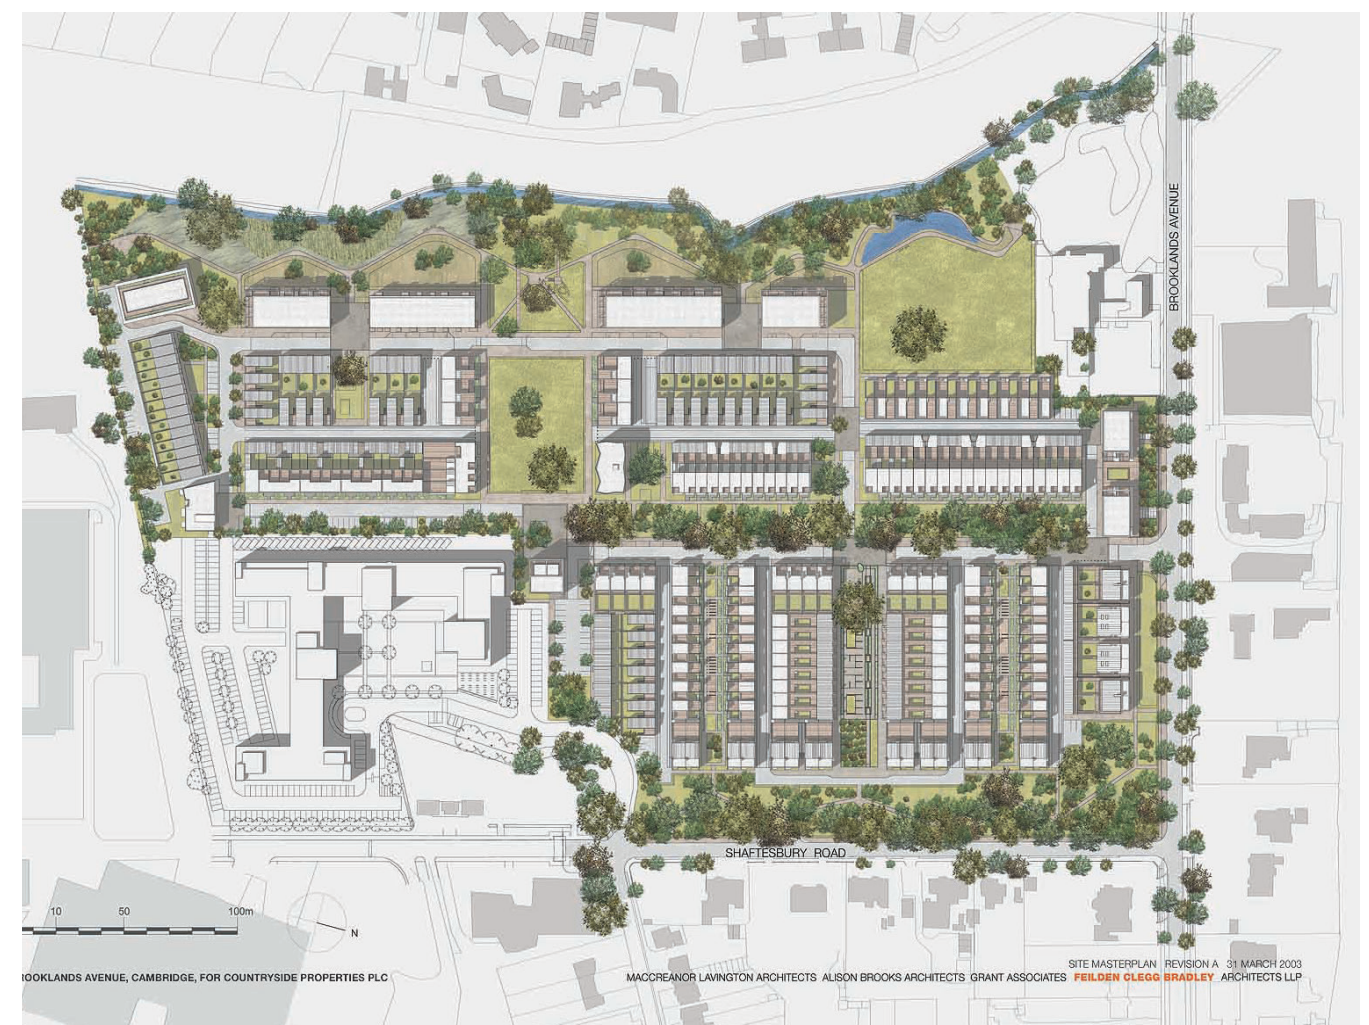 BROOKLANDS AVENUE
SHAFTESBURY ROAD
10 50 100m
N
SITE MASTERPLAN REVISION A 31 MARCH 2003
ROOKLANDS AVENUE, CAMBRIDGE, FOR COUNTRYSIDE PROPERTIES PLC
MACCREANOR LAVINGTON ARCHITECTS ALISON BROOKS ARCHITECTS GRANT ASSOCIATES FEILDEN CLEGG BRADLEY ARCHITECTS LLP